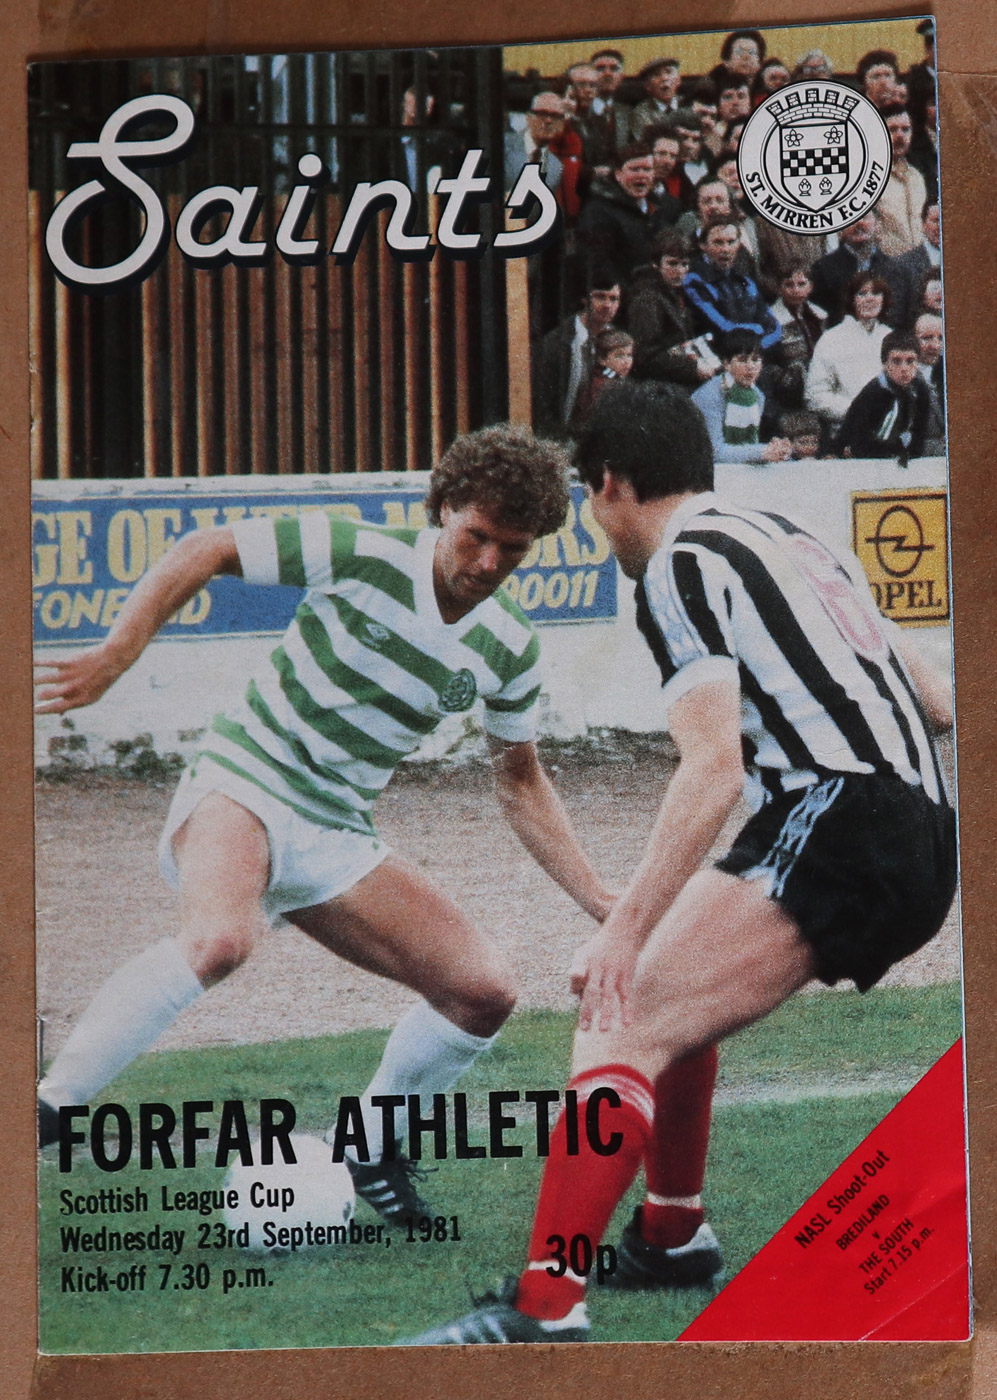 Saints
ST. MIRREN F.C. 1877
OPEL
90011
FORFAR ATHLETIC
Scottish League Cup
Wednesday 23rd September, 1981
Kick-off 7.30 p.m.
30p
NASL Shoot-Out
BREDILAND
v
THE SOUTH
Start 7.15 p.m.